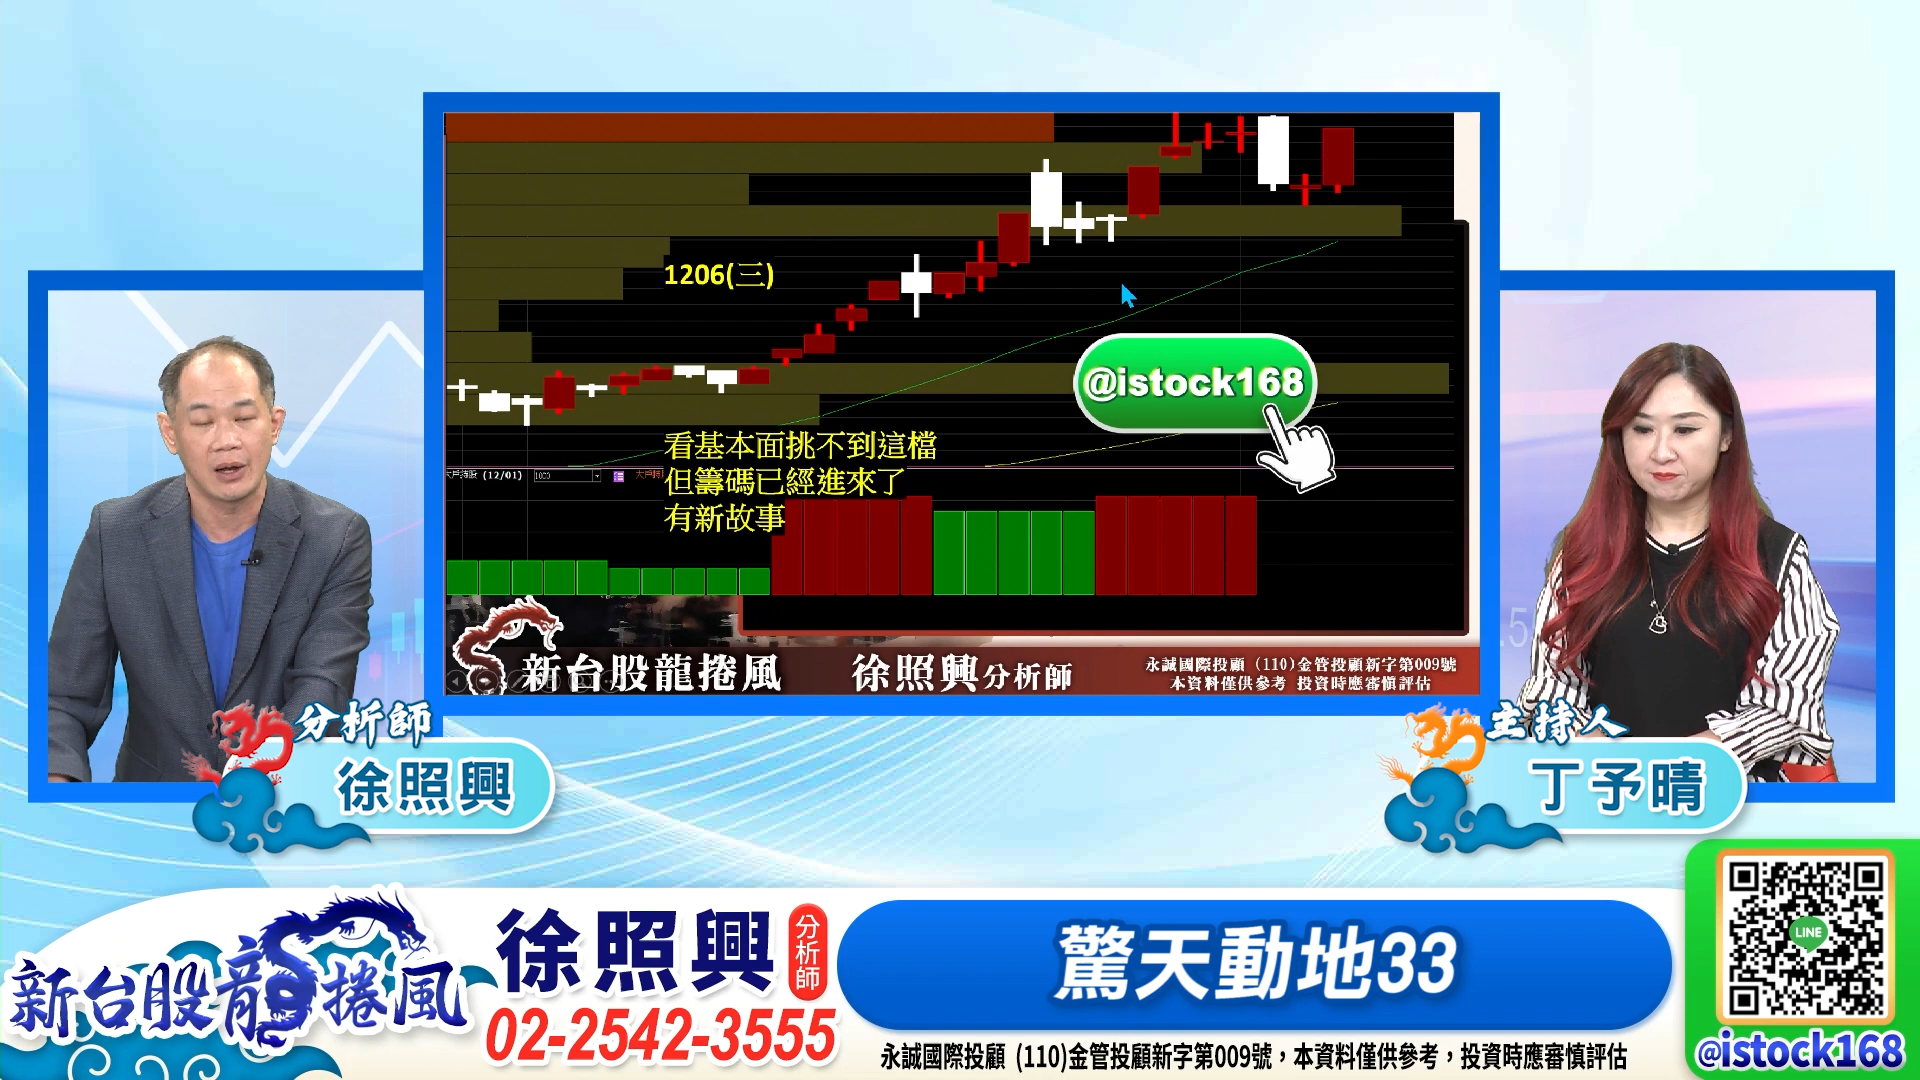 1206(三)
@istock168
看基本面挑不到這檔
但籌碼已經進來了
有新故事
大戶持股 (12/01)
1000
新台股龍捲風
徐照興分析師
永誠國際投顧 (110)金管投顧新字第009號
本資料僅供參考 投資時應審慎評估
分析師
徐照興
主持人
丁予晴
新台股龍捲風
徐照興
分析師
02-2542-3555
驚天動地33
永誠國際投顧 (110)金管投顧新字第009號，本資料僅供參考，投資時應審慎評估
LINE
@istock168